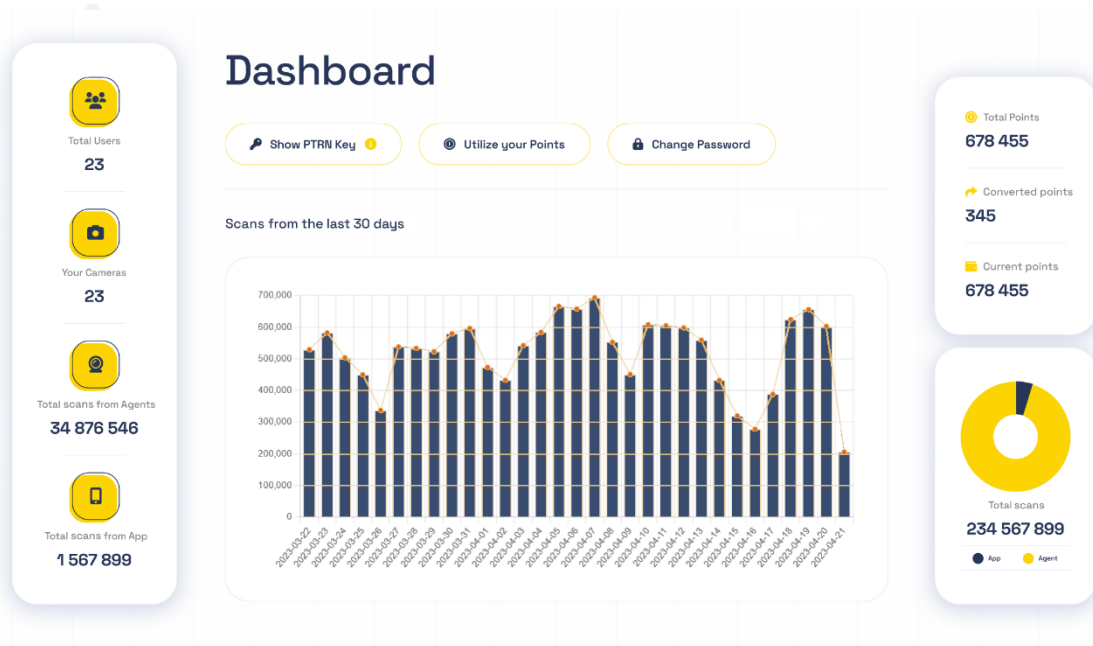 Dashboard
Show PTRN Key
Utilize your Points
Change Password
Scans from the last 30 days
Total Users
23
Your Cameras
23
Total scans from Agents
34 876 546
Total scans from App
1 567 899
700,000
600,000
500,000
400,000
300,000
200,000
100,000
0
2023-03-22
2023-03-23
2023-03-24
2023-03-25
2023-03-26
2023-03-27
2023-03-28
2023-03-29
2023-03-30
2023-03-31
2023-04-01
2023-04-02
2023-04-03
2023-04-04
2023-04-05
2023-04-06
2023-04-07
2023-04-08
2023-04-09
2023-04-10
2023-04-11
2023-04-12
2023-04-13
2023-04-14
2023-04-15
2023-04-16
2023-04-17
2023-04-18
2023-04-19
2023-04-20
2023-04-21
Total Points
678 455
Converted points
345
Current points
678 455
Total scans
234 567 899
App
Agent